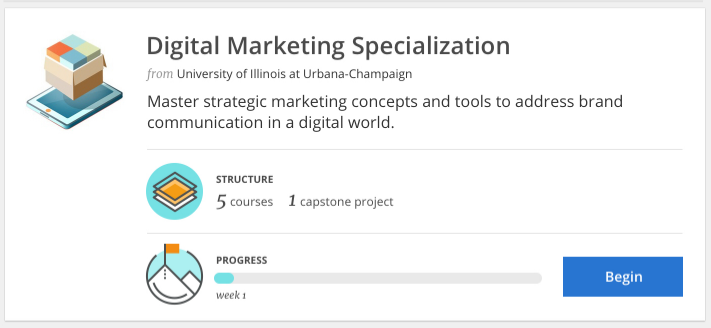 Digital Marketing Specialization
from University of Illinois at Urbana-Champaign
Master strategic marketing concepts and tools to address brand
communication in a digital world.
STRUCTURE
5 courses 1 capstone project
PROGRESS
week 1
Begin